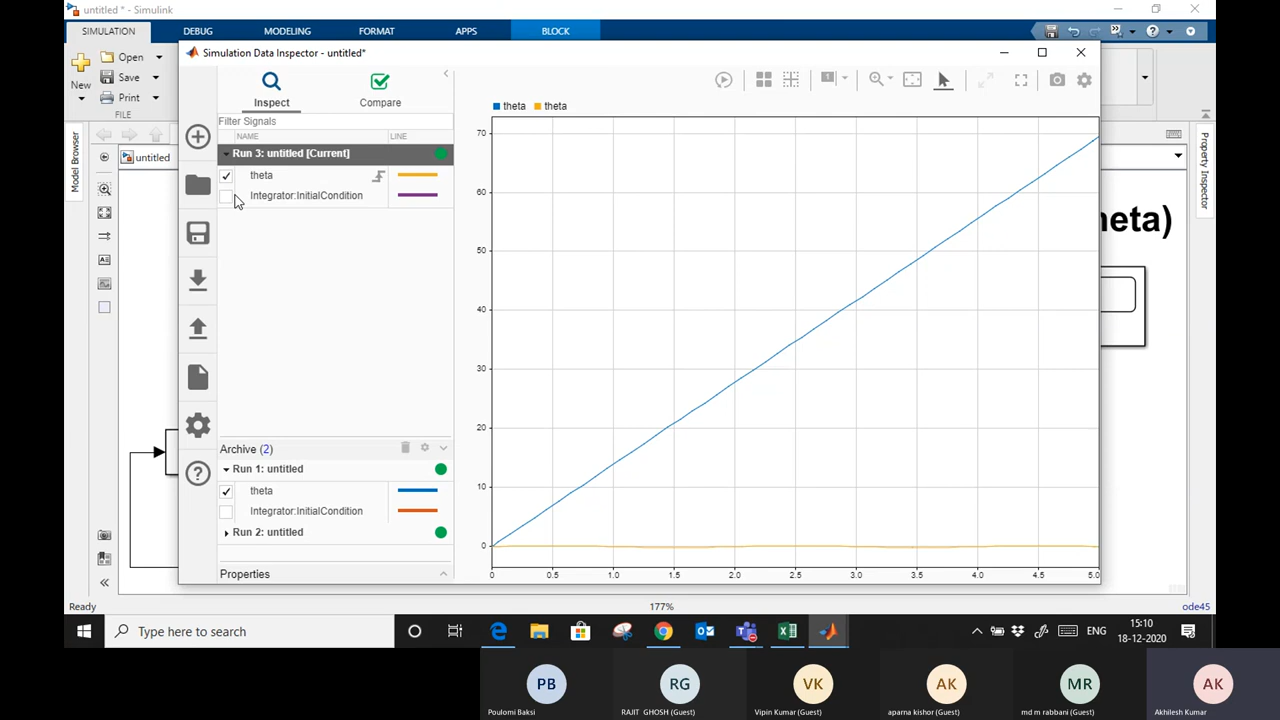 untitled * - Simulink
SIMULATION
DEBUG
MODELING
FORMAT
APPS
BLOCK
New
Open
Save
Print
FILE
Simulation Data Inspector - untitled*
Inspect
Compare
Filter Signals
NAME
LINE
Run 3: untitled [Current]
theta
Integrator:InitialCondition
Archive (2)
Run 1: untitled
theta
Integrator:InitialCondition
Run 2: untitled
Properties
theta
theta
70
60
50
40
30
20
10
0
0
0.5
1.0
1.5
2.0
2.5
3.0
3.5
4.0
4.5
5.0
Model Browser
untitled
Property Inspector
heta)
Ready
177%
ode45
Type here to search
ENG
15:10
18-12-2020
PB
RG
VK
AK
MR
AK
Poulomi Baksi
RAJIT GHOSH (Guest)
Vipin Kumar (Guest)
aparna kishor (Guest)
md m rabbani (Guest)
Akhilesh Kumar